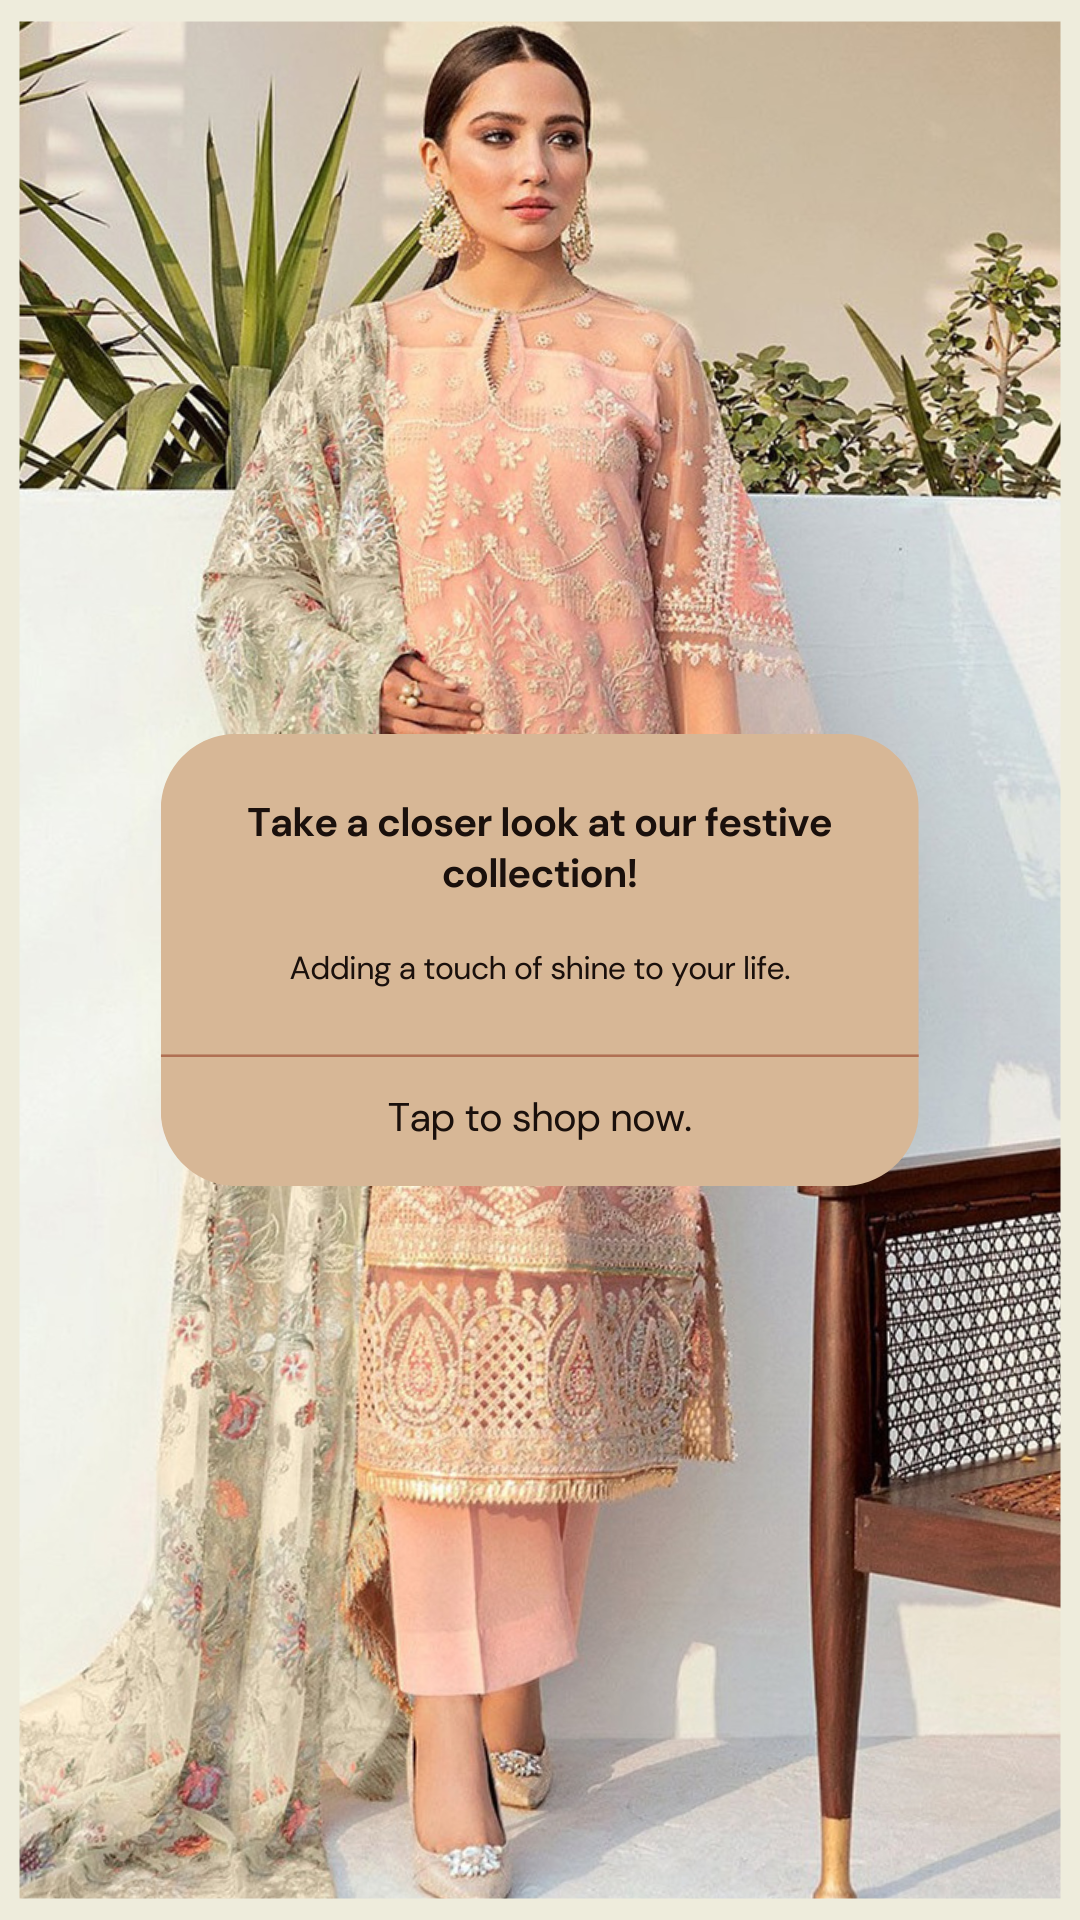 Take a closer look at our festive
collection!
Adding a touch of shine to your life.
Tap to shop now.